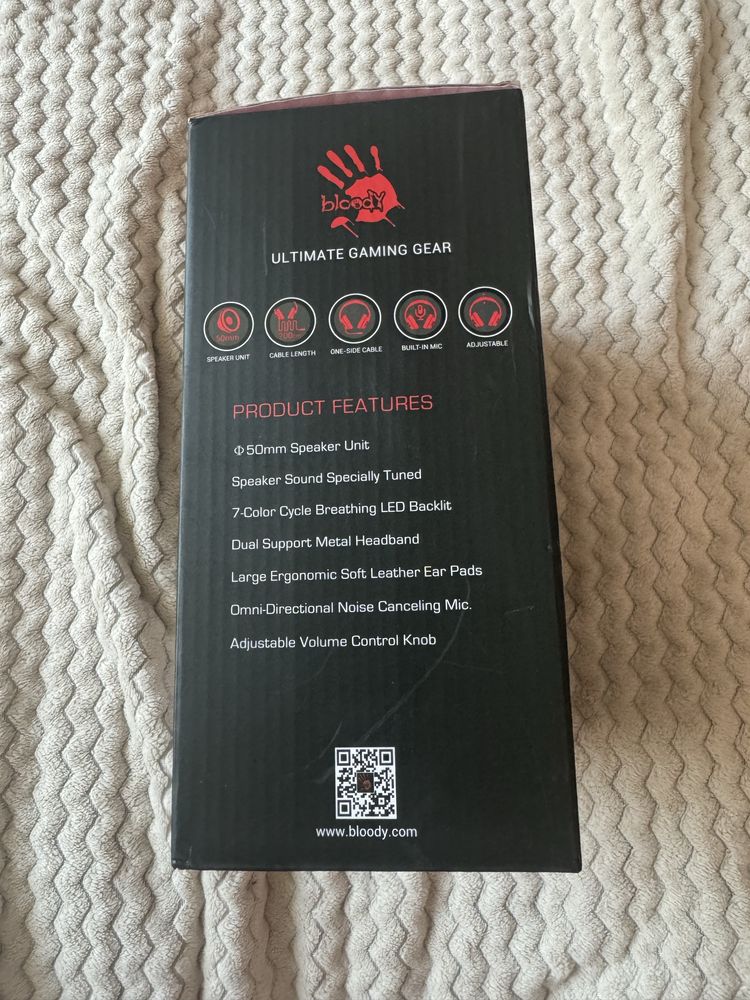 bloody
ULTIMATE GAMING GEAR
50mm
200
SPEAKER UNIT
CABLE LENGTH
ONE-SIDE CABLE
BUILT-IN MIC
ADJUSTABLE
PRODUCT FEATURES
Φ50mm Speaker Unit
Speaker Sound Specially Tuned
7-Color Cycle Breathing LED Backlit
Dual Support Metal Headband
Large Ergonomic Soft Leather Ear Pads
Omni-Directional Noise Canceling Mic.
Adjustable Volume Control Knob
www.bloody.com